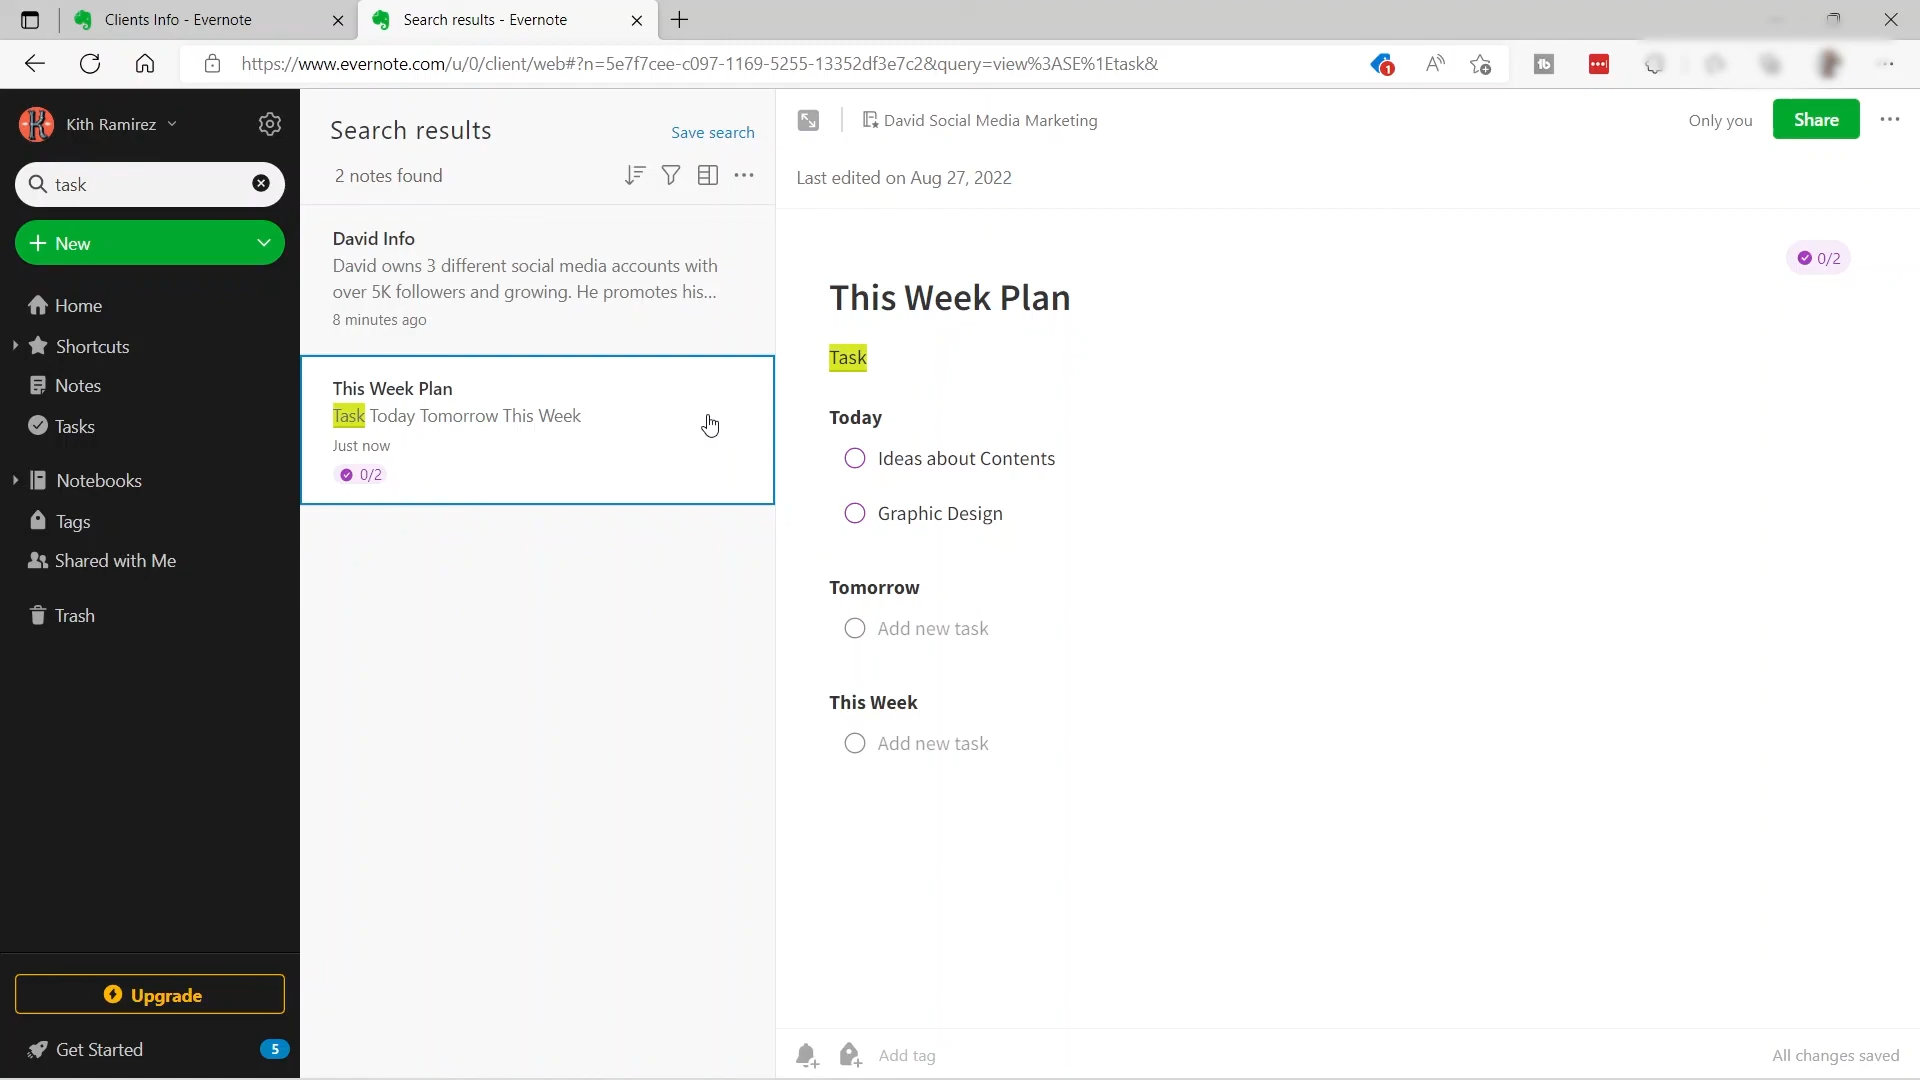 Clients Info - Evernote
Search results - Evernote
https://www.evernote.com/u/0/client/web#?n=5e7f7cee-c097-1169-5255-13352df3e7c2&query=view%3ASE%1Etask&
1
tb
Kith Ramirez
task
New
Home
Shortcuts
Notes
Tasks
Notebooks
Tags
Shared with Me
Trash
Upgrade
Get Started
5
Search results
Save search
2 notes found
David Info
David owns 3 different social media accounts with
over 5K followers and growing. He promotes his...
8 minutes ago
This Week Plan
Task Today Tomorrow This Week
Just now
0/2
David Social Media Marketing
Only you
Share
Last edited on Aug 27, 2022
0/2
This Week Plan
Task
Today
Ideas about Contents
Graphic Design
Tomorrow
Add new task
This Week
Add new task
Add tag
All changes saved